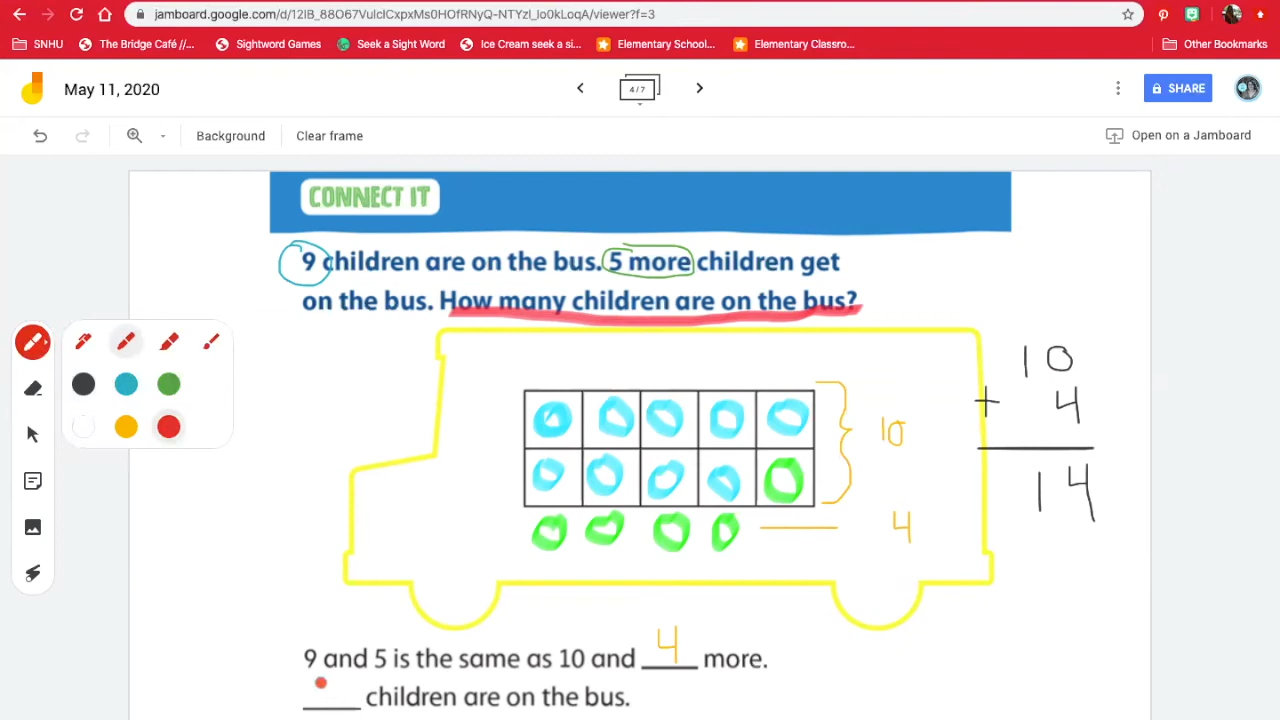 jamboard.google.com/d/12IB_88O67VulclCxpxMs0HOfRNyQ-NTYzl_lo0kLoqA/viewer?f=3
SNHU
The Bridge Café //...
Sightword Games
Seek a Sight Word
Ice Cream seek a si...
Elementary School...
Elementary Classro...
Other Bookmarks
May 11, 2020
4 / 7
SHARE
Background
Clear frame
Open on a Jamboard
CONNECT IT
9 children are on the bus. 5 more children get
on the bus. How many children are on the bus?
10
+ 4
14
10
4
9 and 5 is the same as 10 and 4 more.
____ children are on the bus.